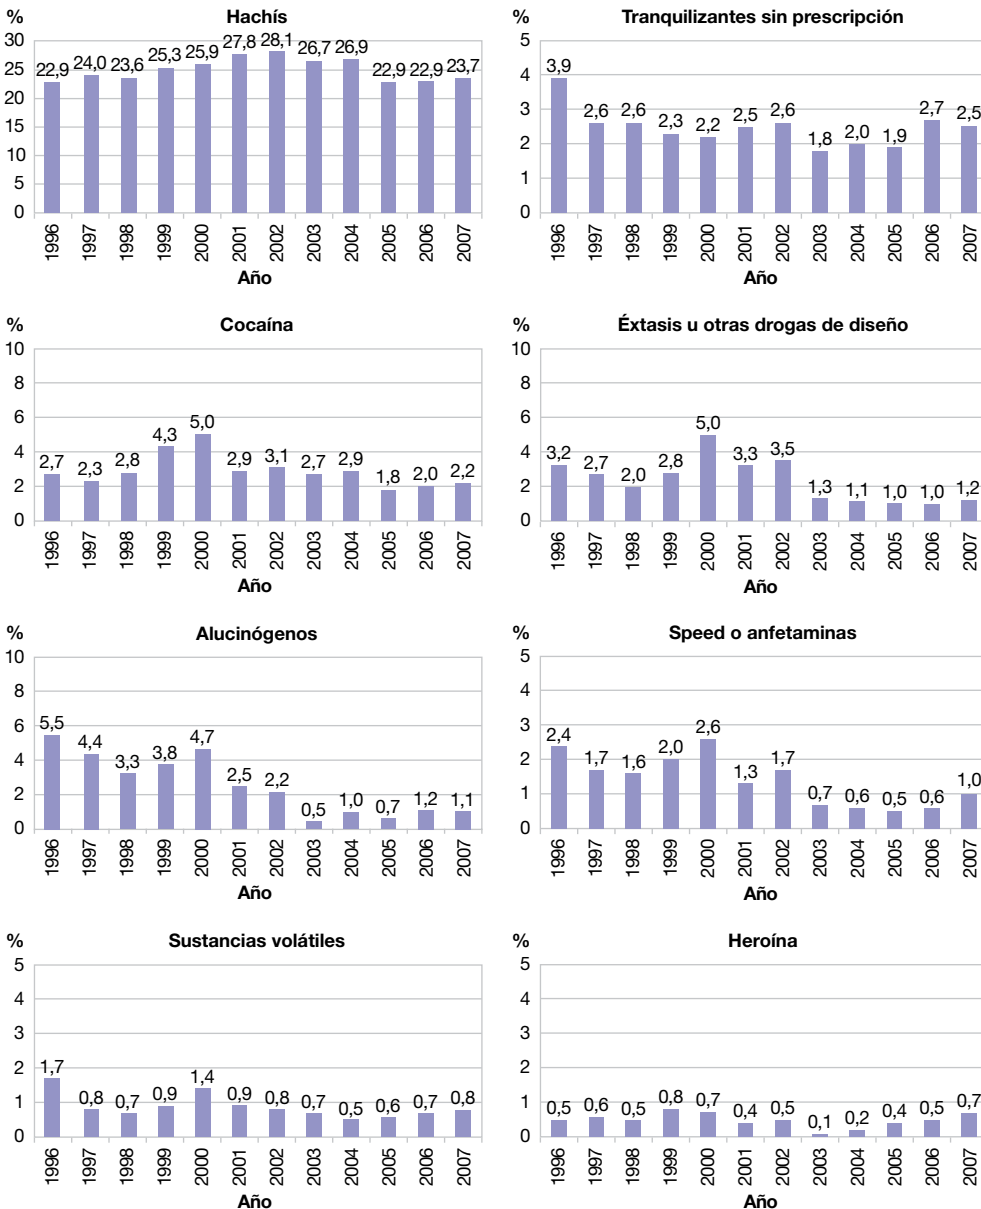 % Hachís
30
25
20
15
10
5
0
22,9 24,0 23,6 25,3 25,9 27,8 28,1 26,7 26,9 22,9 22,9 23,7
1996 1997 1998 1999 2000 2001 2002 2003 2004 2005 2006 2007
Año
% Tranquilizantes sin prescripción
5
4
3
2
1
0
3,9 2,6 2,6 2,3 2,2 2,5 2,6 1,8 2,0 1,9 2,7 2,5
1996 1997 1998 1999 2000 2001 2002 2003 2004 2005 2006 2007
Año
% Cocaína
10
8
6
4
2
0
2,7 2,3 2,8 4,3 5,0 2,9 3,1 2,7 2,9 1,8 2,0 2,2
1996 1997 1998 1999 2000 2001 2002 2003 2004 2005 2006 2007
Año
% Éxtasis u otras drogas de diseño
10
8
6
4
2
0
3,2 2,7 2,0 2,8 5,0 3,3 3,5 1,3 1,1 1,0 1,0 1,2
1996 1997 1998 1999 2000 2001 2002 2003 2004 2005 2006 2007
Año
% Alucinógenos
10
8
6
4
2
0
5,5 4,4 3,3 3,8 4,7 2,5 2,2 0,5 1,0 0,7 1,2 1,1
1996 1997 1998 1999 2000 2001 2002 2003 2004 2005 2006 2007
Año
% Speed o anfetaminas
5
4
3
2
1
0
2,4 1,7 1,6 2,0 2,6 1,3 1,7 0,7 0,6 0,5 0,6 1,0
1996 1997 1998 1999 2000 2001 2002 2003 2004 2005 2006 2007
Año
% Sustancias volátiles
5
4
3
2
1
0
1,7 0,8 0,7 0,9 1,4 0,9 0,8 0,7 0,5 0,6 0,7 0,8
1996 1997 1998 1999 2000 2001 2002 2003 2004 2005 2006 2007
Año
% Heroína
5
4
3
2
1
0
0,5 0,6 0,5 0,8 0,7 0,4 0,5 0,1 0,2 0,4 0,5 0,7
1996 1997 1998 1999 2000 2001 2002 2003 2004 2005 2006 2007
Año